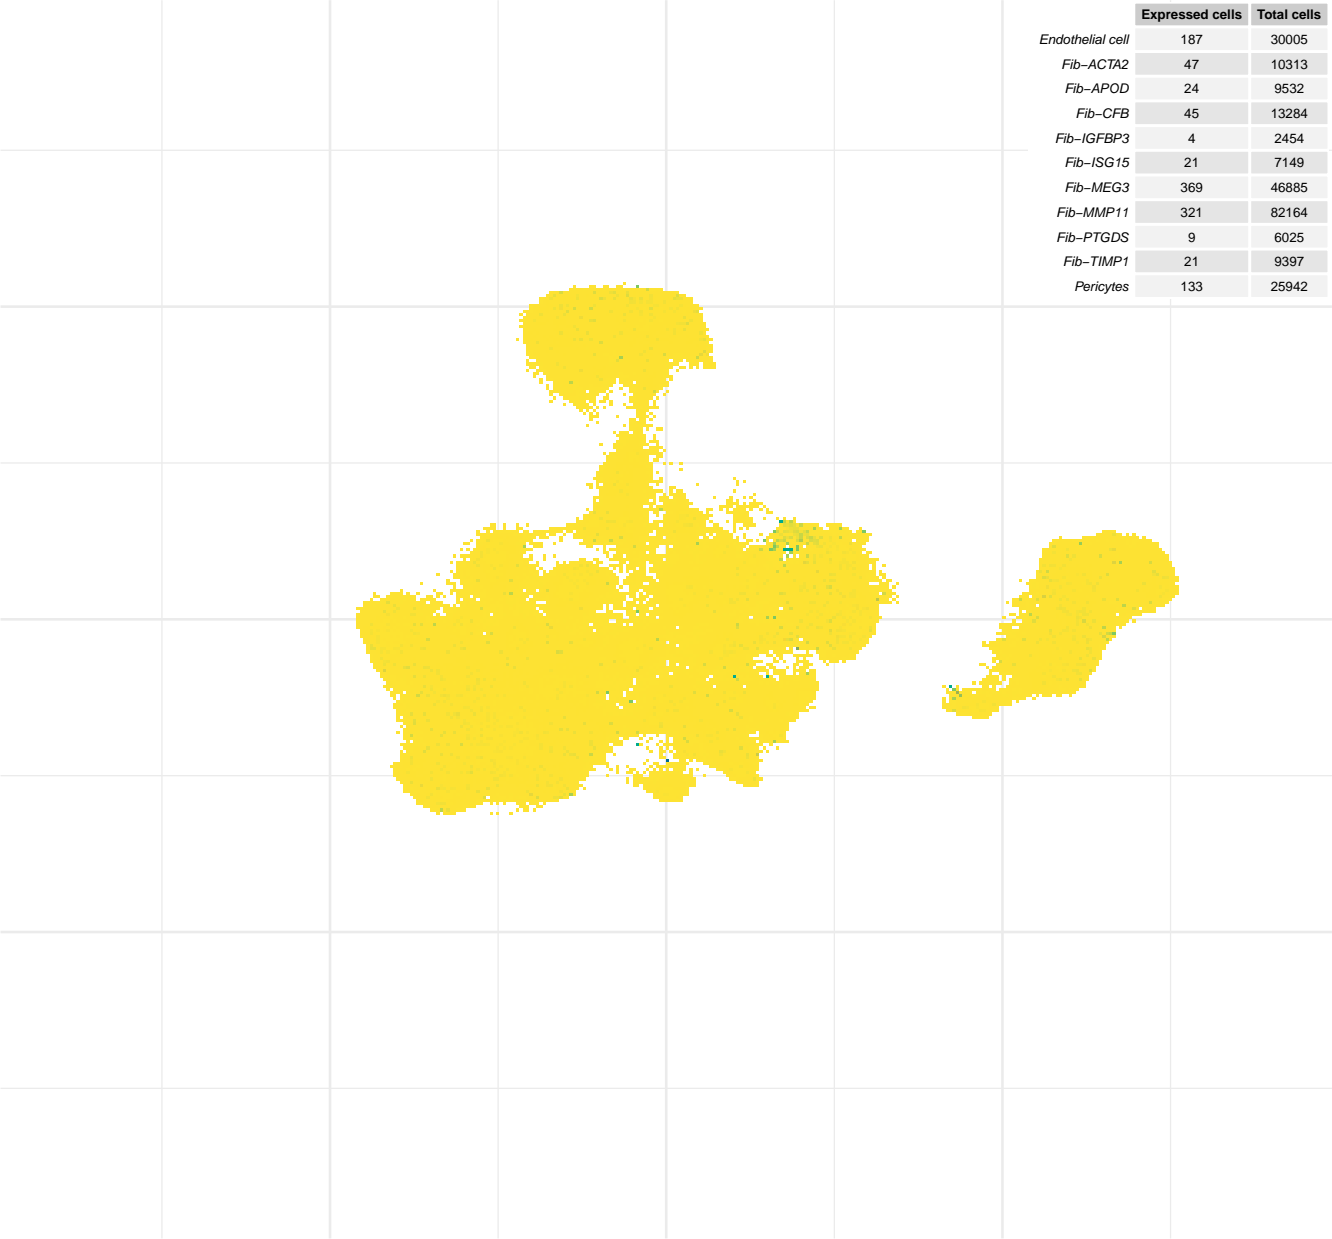 Expressed cells Total cells
Endothelial cell 187 30005
Fib−ACTA2 47 10313
Fib−APOD 24 9532
Fib−CFB 45 13284
Fib−IGFBP3 4 2454
Fib−ISG15 21 7149
Fib−MEG3 369 46885
Fib−MMP11 321 82164
Fib−PTGDS 9 6025
Fib−TIMP1 21 9397
Pericytes 133 25942